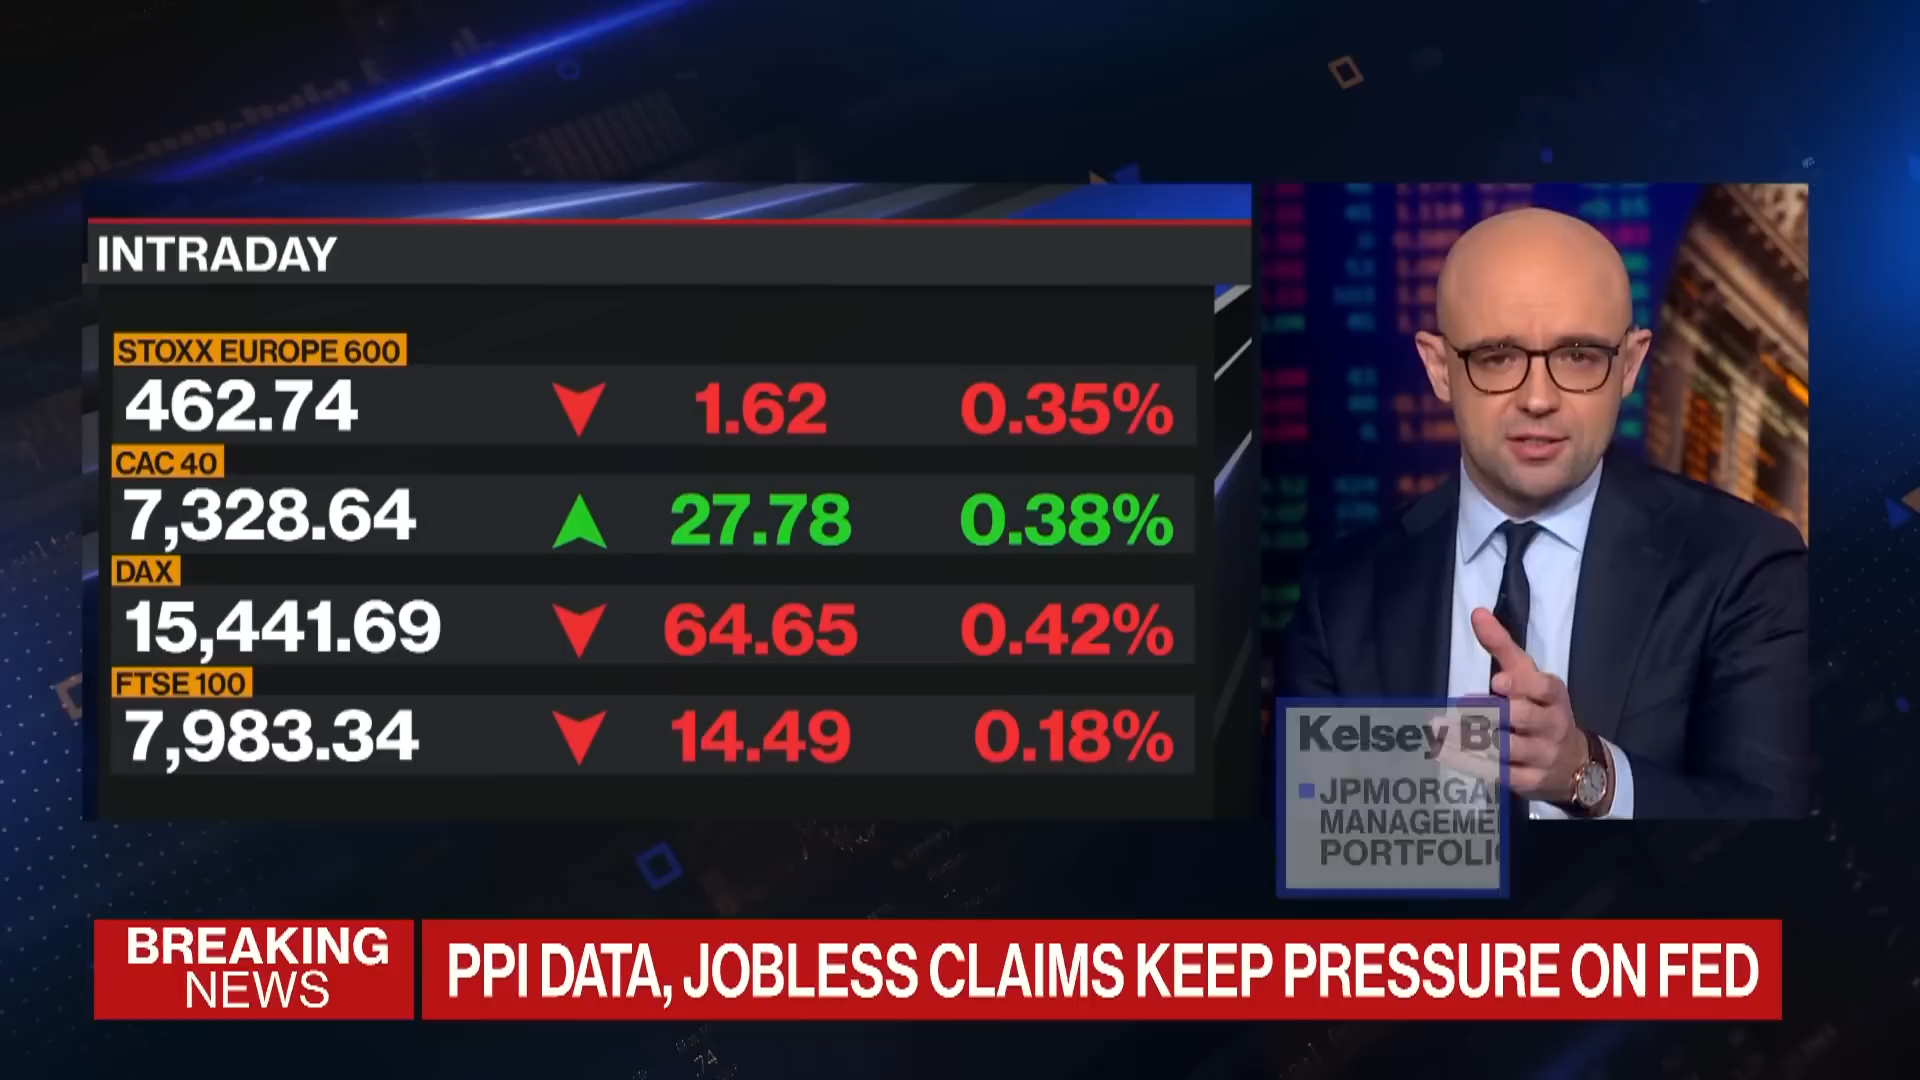 INTRADAY
STOXX EUROPE 600
462.74 1.62 0.35%
CAC 40
7,328.64 27.78 0.38%
DAX
15,441.69 64.65 0.42%
FTSE 100
7,983.34 14.49 0.18%
Kelsey
MANAGEME
PORTFOLI
BREAKING
NEWS
PPI DATA, JOBLESS CLAIMS KEEP PRESSURE ON FED